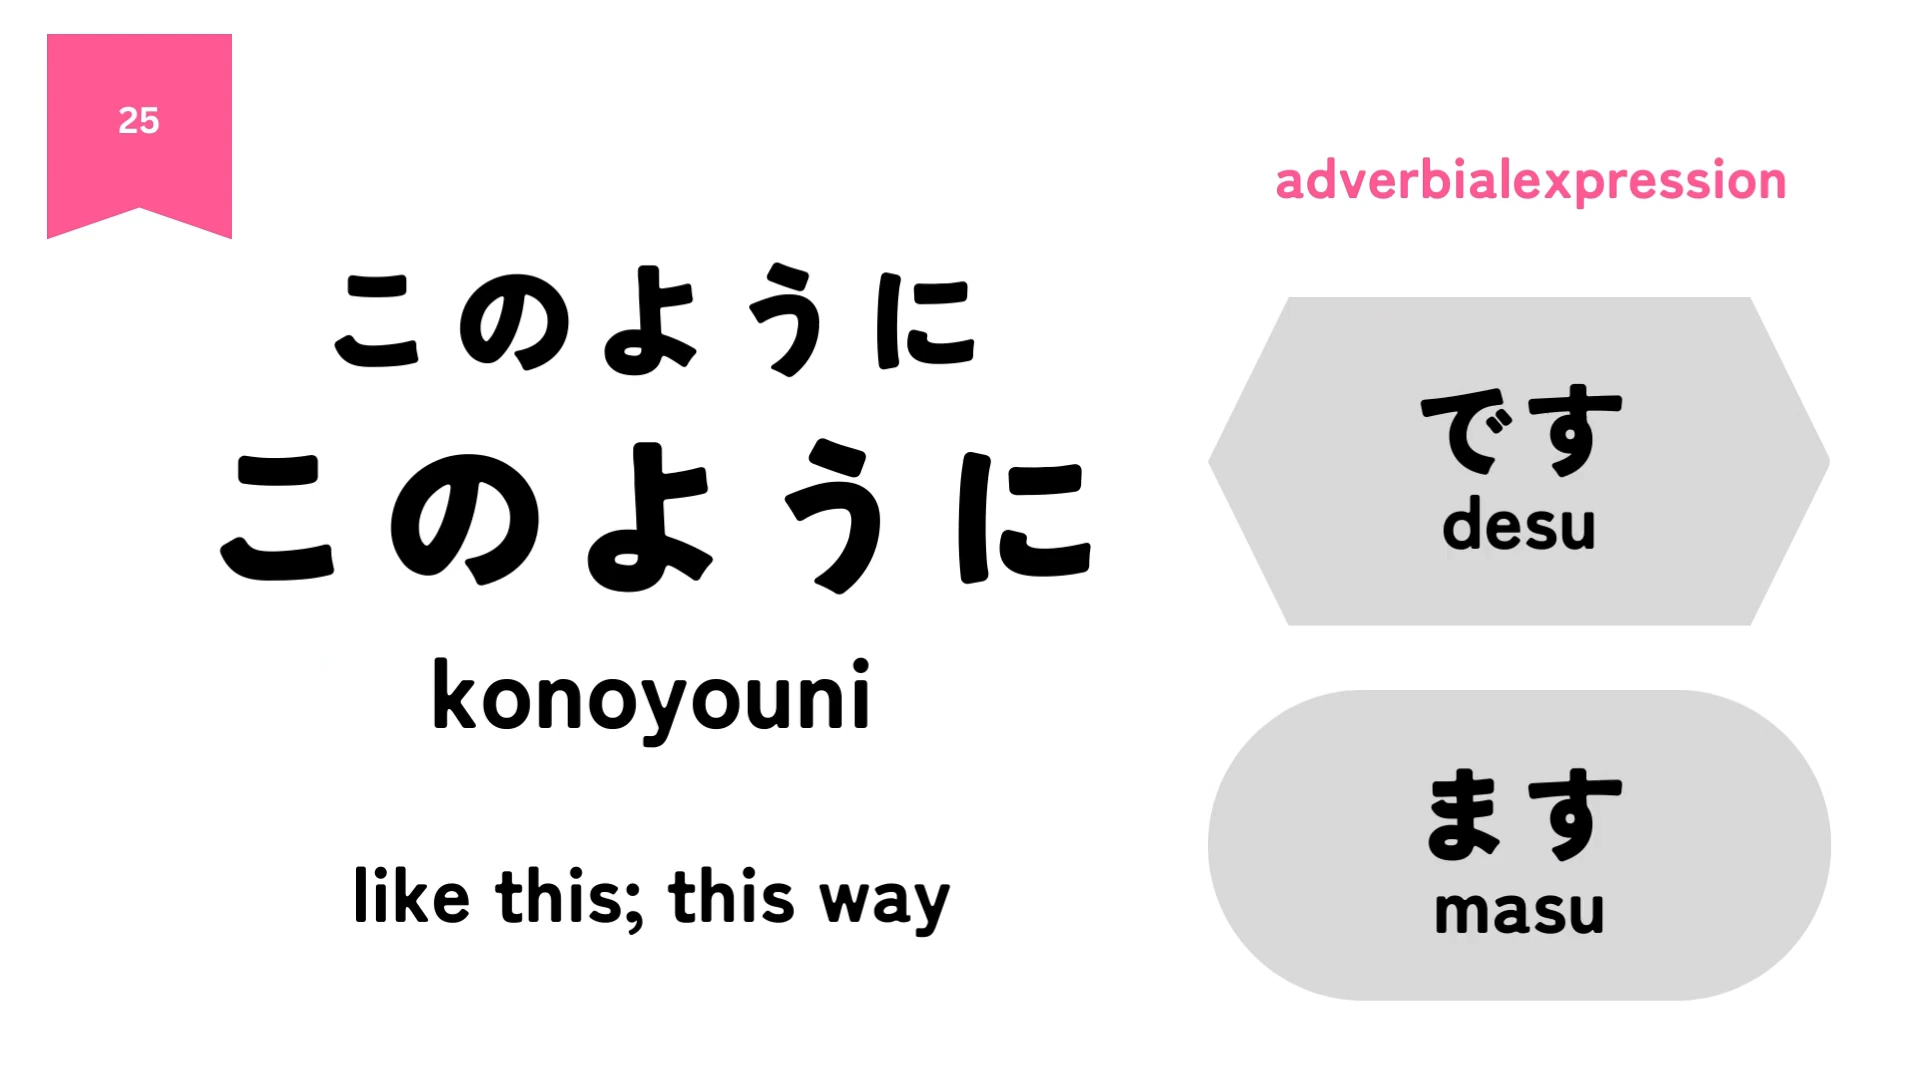 25
adverbialexpression
このように
このように
konoyouni
like this; this way
です
desu
ます
masu